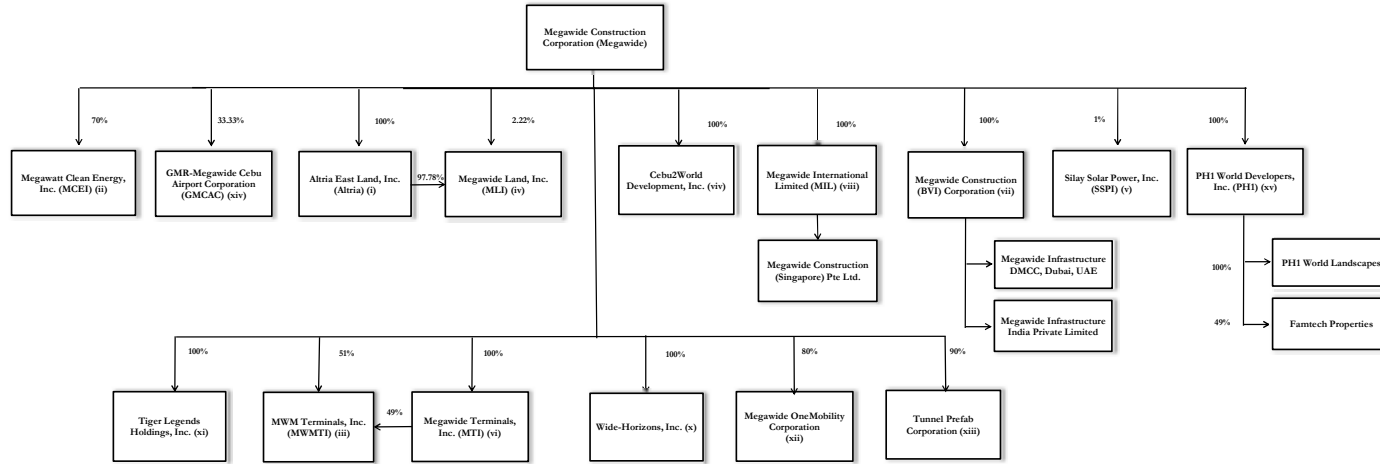 Megawide Construction
Corporation (Megawide)
70%
33.33%
100%
2.22%
100%
100%
100%
1%
100%
Megawatt Clean Energy,
Inc. (MCEI) (ii)
GMR-Megawide Cebu
Airport Corporation
(GMCAC) (xiv)
Altria East Land, Inc.
(Altria) (i)
97.78%
Megawide Land, Inc.
(MLI) (iv)
Cebu2World
Development, Inc. (viv)
Megawide International
Limited (MIL) (viii)
Megawide Construction
(BVI) Corporation (vii)
Silay Solar Power, Inc.
(SSPI) (v)
PH1 World Developers,
Inc. (PH1) (xv)
Megawide Construction
(Singapore) Pte Ltd.
Megawide Infrastructure
DMCC, Dubai, UAE
100%
PH1 World Landscapes
Megawide Infrastructure
India Private Limited
49%
Famtech Properties
100%
51%
100%
100%
80%
90%
Tiger Legends
Holdings, Inc. (xi)
MWM Terminals, Inc.
(MWMTI) (iii)
49%
Megawide Terminals,
Inc. (MTI) (vi)
Wide-Horizons, Inc. (x)
Megawide OneMobility
Corporation
(xii)
Tunnel Prefab
Corporation (xiii)